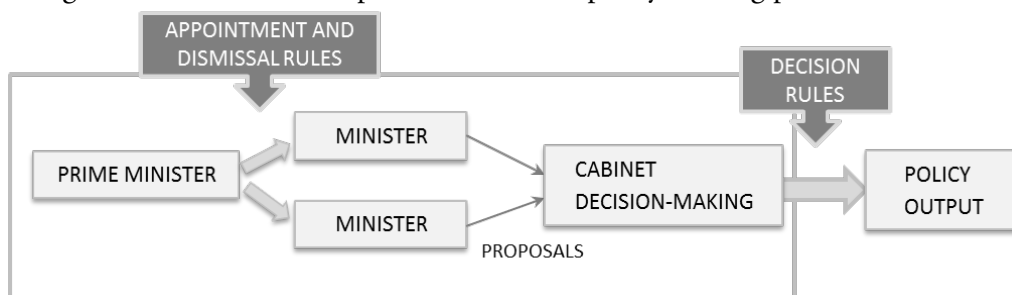 APPOINTMENT AND
DISMISSAL RULES
DECISION
RULES
MINISTER
PRIME MINISTER
CABINET
DECISION-MAKING
POLICY
OUTPUT
MINISTER
PROPOSALS